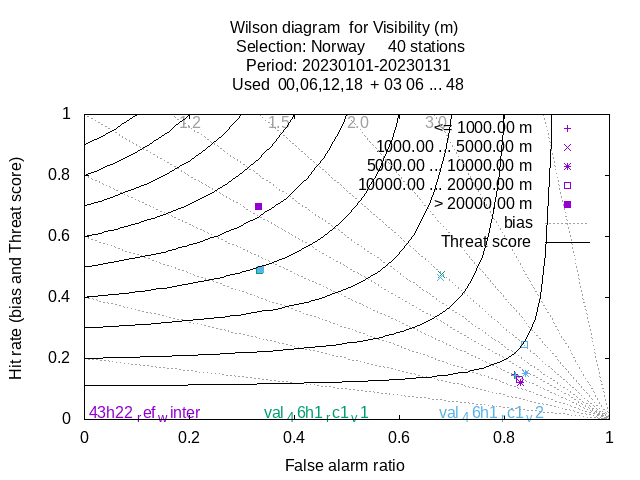 Wilson diagram for Visibility (m)
Selection: Norway 40 stations
Period: 20230101-20230131
Used 00,06,12,18 + 03 06 ... 48
Hit rate (bias and Threat score)
1
0.8
0.6
0.4
0.2
0
1.2
1.5
2.0
3.0
<= 1000.00 m
1000.00 ... 5000.00 m
5000.00 ... 10000.00 m
10000.00 ... 20000.00 m
> 20000.00 m
bias
Threat score
43h22_ref_winter val_46h1_rc1_v1 val_46h1_rc1_v2
0 0.2 0.4 0.6 0.8 1
False alarm ratio